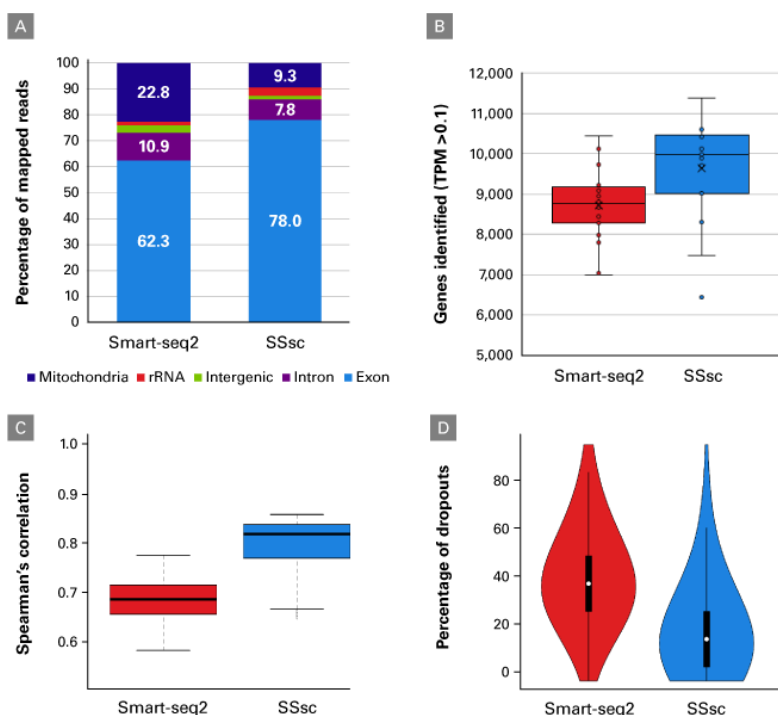 A
Percentage of mapped reads
100
90
80
70
60
50
40
30
20
10
0
22.8
10.9
62.3
9.3
7.8
78.0
Smart-seq2 SSsc
Mitochondria rRNA Intergenic Intron Exon
B
Genes identified (TPM >0.1)
12,000
11,000
10,000
9,000
8,000
7,000
6,000
5,000
Smart-seq2 SSsc
C
Spearman's correlation
1.0
0.9
0.8
0.7
0.6
Smart-seq2 SSsc
D
Percentage of dropouts
80
60
40
20
0
Smart-seq2 SSsc